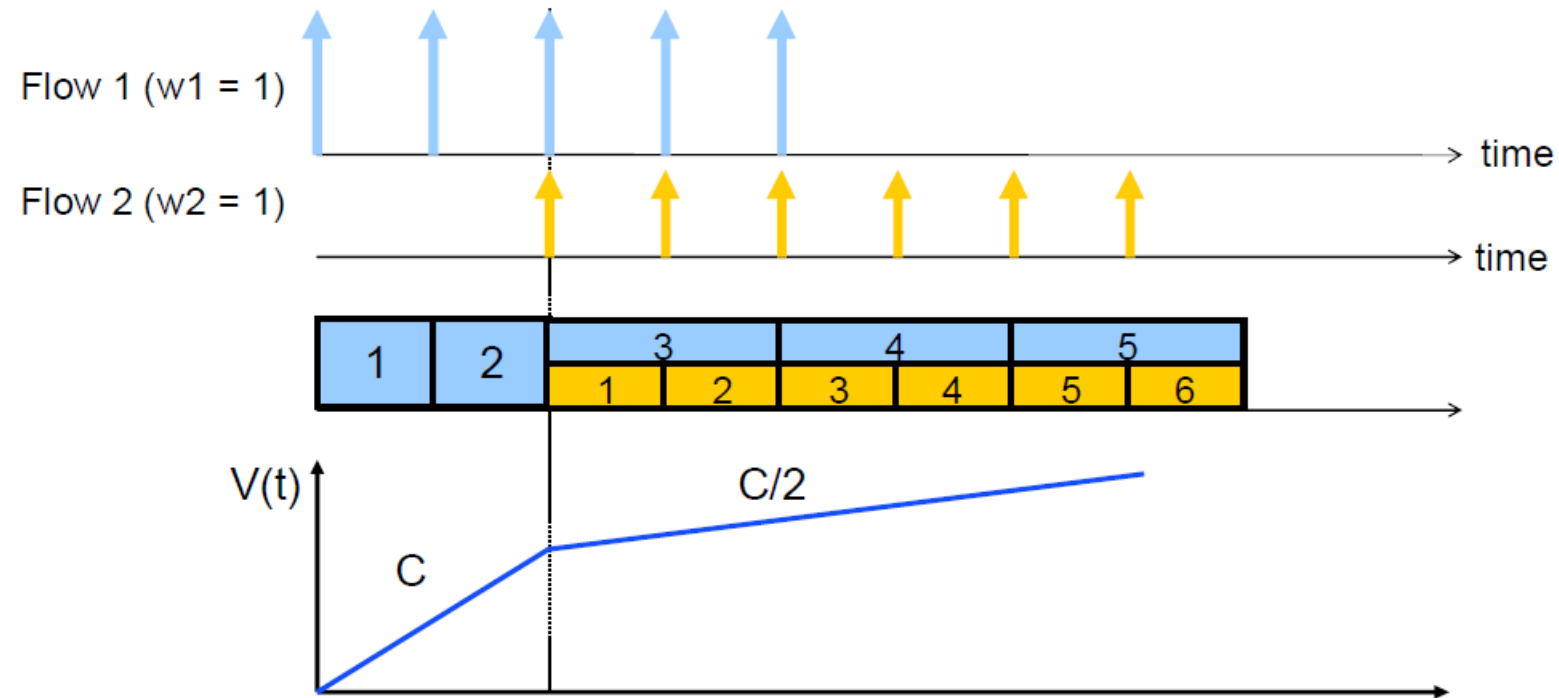 Flow 1 (w1 = 1)
time
Flow 2 (w2 = 1)
time
1 2 3 4 5
1 2 3 4 5 6
V(t)
C/2
C